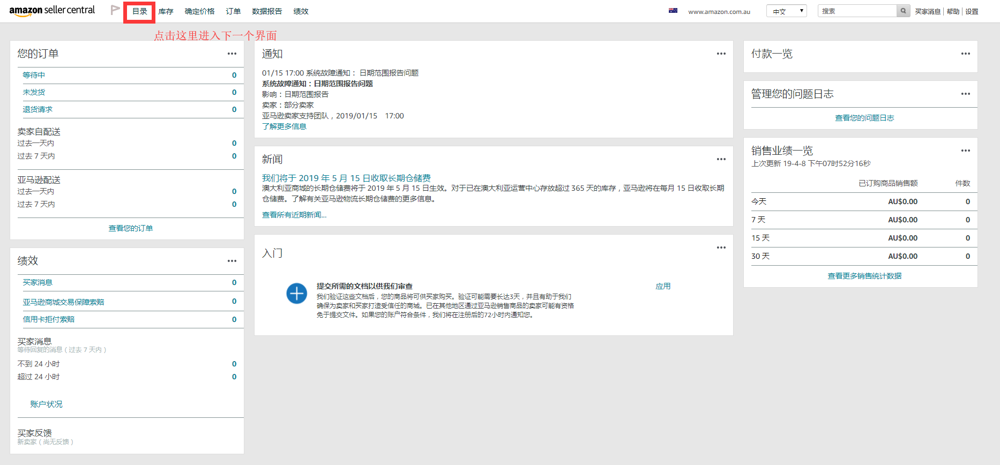 amazon seller central
目录 库存 确定价格 订单 数据报告 绩效
www.amazon.com.au
中文
搜索
买家消息 | 帮助 | 设置
点击这里进入下一个界面
您的订单
等待中 0
未发货 0
退货请求 0
卖家自配送
过去一天内 0
过去 7 天内 0
亚马逊配送
过去一天内 0
过去 7 天内 0
查看您的订单
绩效
买家消息 0
亚马逊商城交易保障索赔 0
信用卡拒付索赔 0
买家消息
等待回复的消息 ( 过去 7 天内 )
不到 24 小时 0
超过 24 小时 0
账户状况
买家反馈
新卖家 ( 尚无反馈 )
通知
01/15 17:00 系统故障通知： 日期范围报告问题
系统故障通知：日期范围报告问题
影响：日期范围报告
卖家：部分卖家
亚马逊卖家支持团队，2019/01/15 17:00
了解更多信息
新闻
我们将于 2019 年 5 月 15 日收取长期仓储费
澳大利亚商城的长期仓储费将于 2019 年 5 月 15 日生效。对于已在澳大利亚运营中心存放超过 365 天的库存，亚马逊将在每月 15 日收取长期
仓储费。了解有关亚马逊物流长期仓储费的更多信息。
查看所有近期新闻...
入门
提交所需的文档以供我们审查
应用
我们验证这些文档后，您的商品将可供买家购买。验证可能需要长达3天，并且有助于我们
确保为卖家和买家打造受信任的商城。已在其他地区通过亚马逊销售商品的卖家可能有资格
免于提交文件。如果您的账户符合条件，我们将在注册后的72小时内通知您。
付款一览
管理您的问题日志
查看您的问题日志
销售业绩一览
上次更新 19-4-8 下午07时52分16秒
已订购商品销售额 件数
今天 AU$0.00 0
7 天 AU$0.00 0
15 天 AU$0.00 0
30 天 AU$0.00 0
查看更多销售统计数据